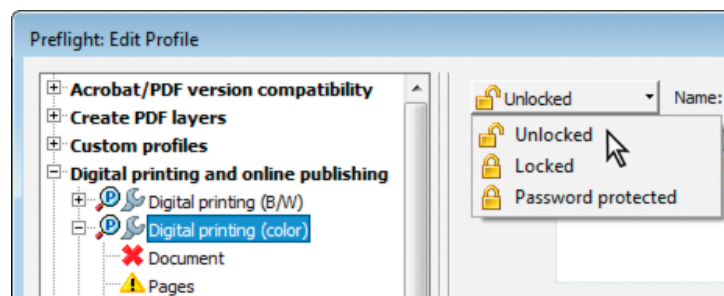 Preflight: Edit Profile
Acrobat/PDF version compatibility
Create PDF layers
Custom profiles
Digital printing and online publishing
Digital printing (B/W)
Digital printing (color)
Document
Pages
Unlocked
Name:
Unlocked
Locked
Password protected